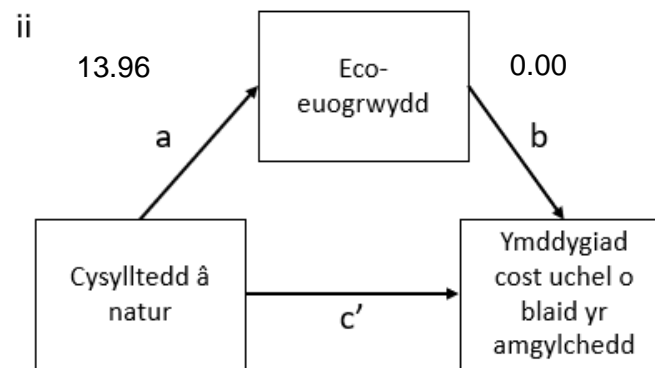 ii
13.96
Eco-
euogrwydd
0.00
a
b
Cysylltedd â
natur
c’
Ymddygiad
cost uchel o
blaid yr
amgylchedd